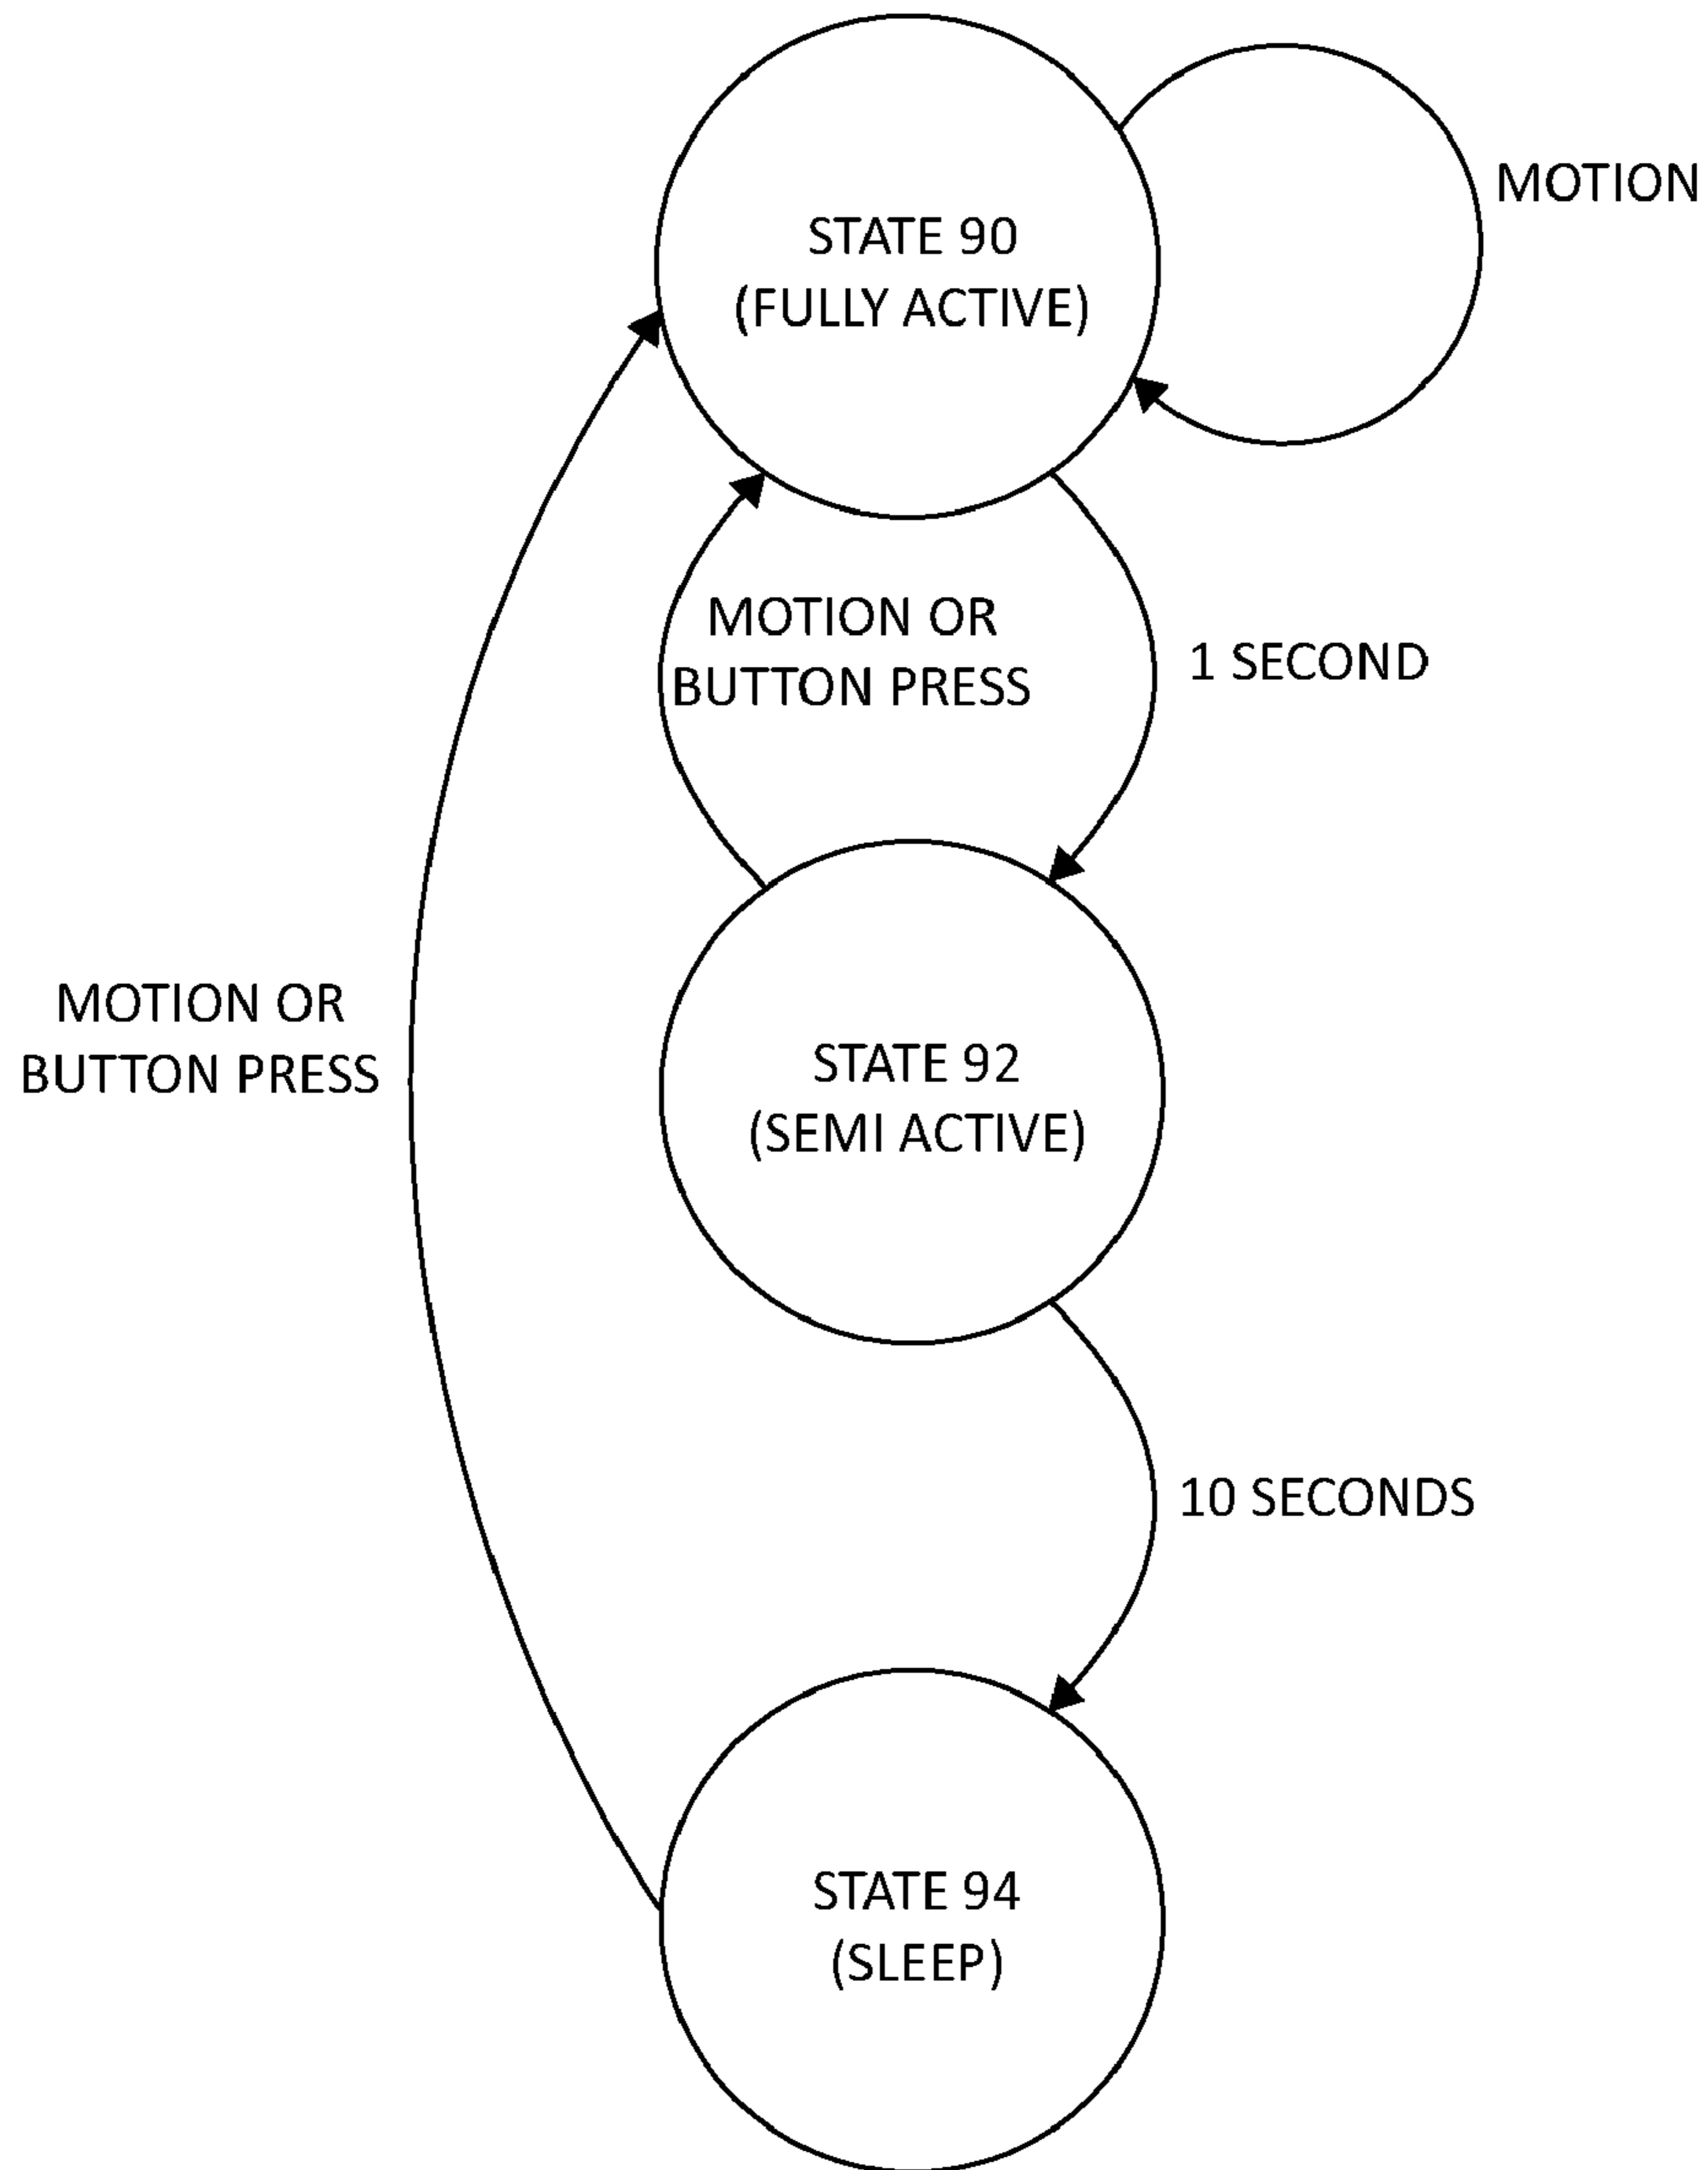 MOTION
STATE 90
(FULLY ACTIVE)
MOTION OR
BUTTON PRESS
1 SECOND
MOTION OR
BUTTON PRESS
STATE 92
(SEMI ACTIVE)
10 SECONDS
STATE 94
(SLEEP)